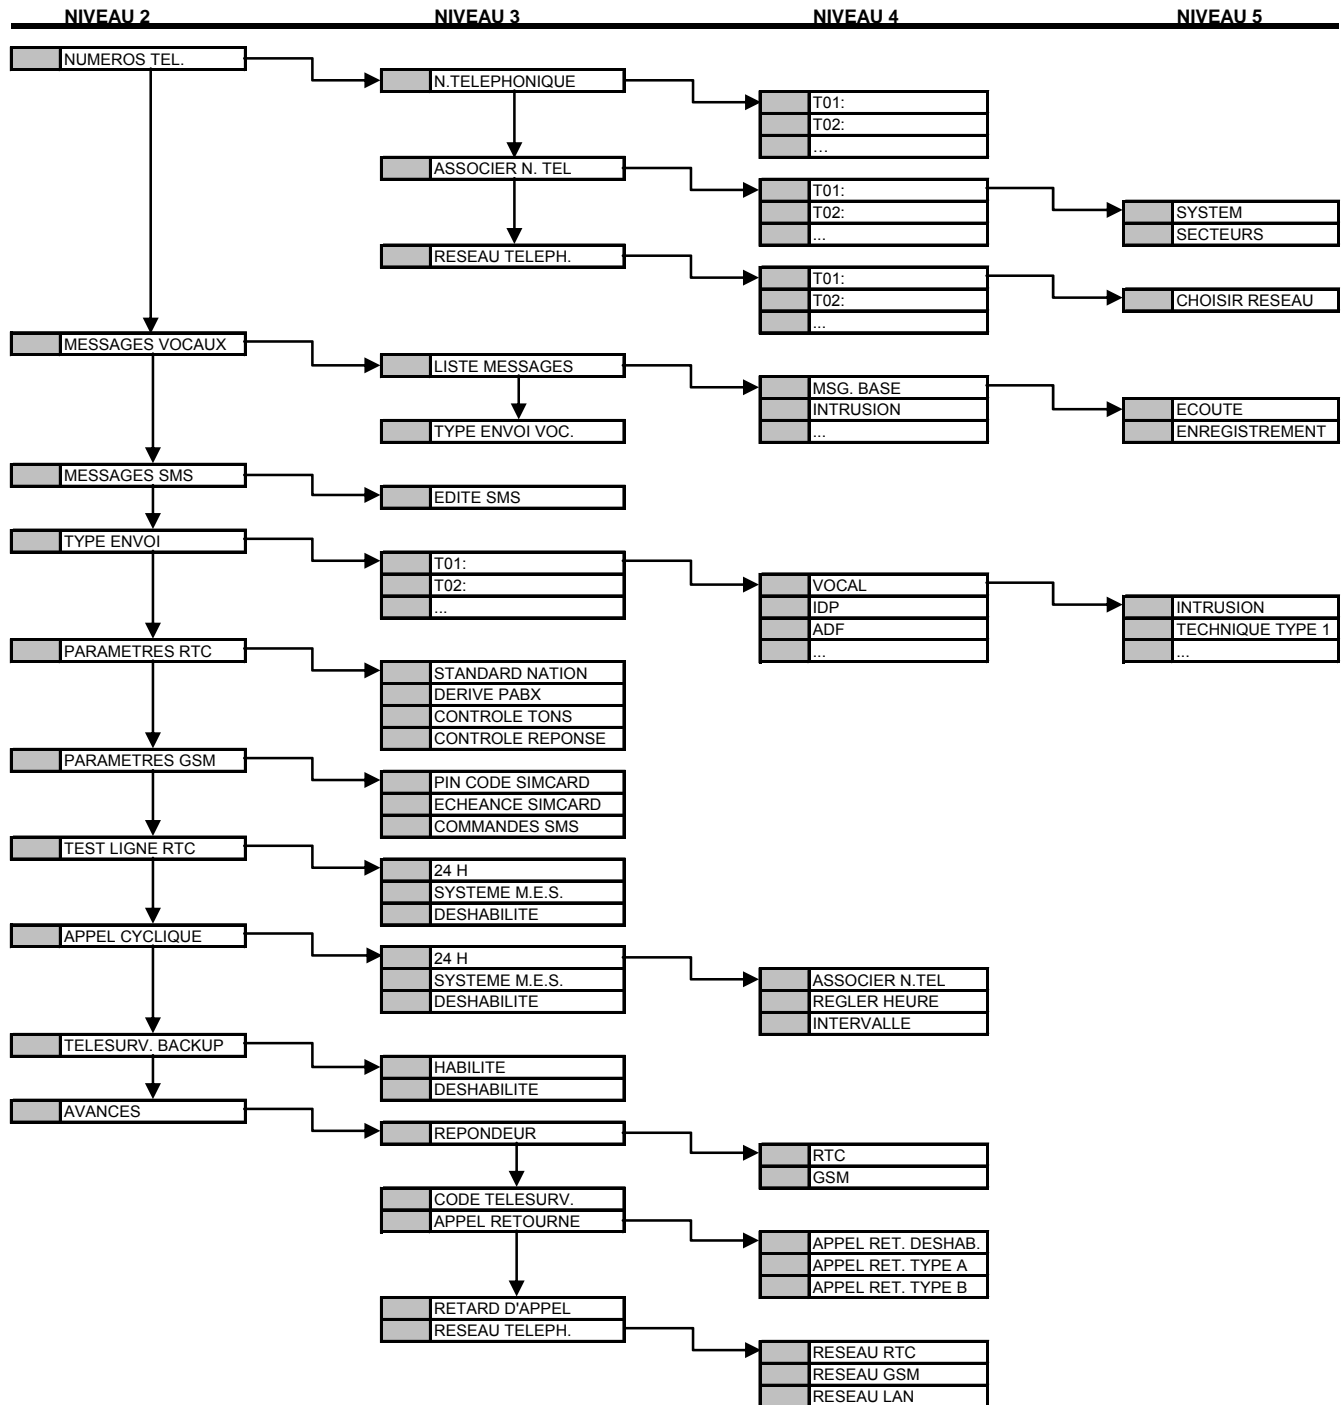 NIVEAU 2
NIVEAU 3
NIVEAU 4
NIVEAU 5
NUMEROS TEL.
N.TELEPHONIQUE
T01:
T02:
...
ASSOCIER N. TEL
T01:
T02:
...
SYSTEM
SECTEURS
RESEAU TELEPH.
T01:
T02:
...
CHOISIR RESEAU
MESSAGES VOCAUX
LISTE MESSAGES
MSG. BASE
INTRUSION
...
ECOUTE
ENREGISTREMENT
TYPE ENVOI VOC.
MESSAGES SMS
EDITE SMS
TYPE ENVOI
T01:
T02:
...
VOCAL
IDP
ADF
...
INTRUSION
TECHNIQUE TYPE 1
...
PARAMETRES RTC
STANDARD NATION
DERIVE PABX
CONTROLE TONS
CONTROLE REPONSE
PARAMETRES GSM
PIN CODE SIMCARD
ECHEANCE SIMCARD
COMMANDES SMS
TEST LIGNE RTC
24 H
SYSTEME M.E.S.
DESHABILITE
APPEL CYCLIQUE
24 H
SYSTEME M.E.S.
DESHABILITE
ASSOCIER N.TEL
REGLER HEURE
INTERVALLE
TELESURV. BACKUP
HABILITE
DESHABILITE
AVANCES
REPONDEUR
RTC
GSM
CODE TELESURV.
APPEL RETOURNE
APPEL RET. DESHAB.
APPEL RET. TYPE A
APPEL RET. TYPE B
RETARD D'APPEL
RESEAU TELEPH.
RESEAU RTC
RESEAU GSM
RESEAU LAN